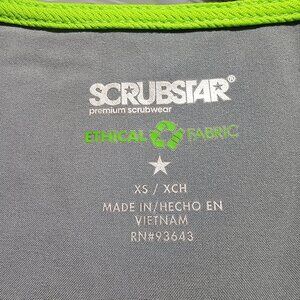 SCRUBSTAR®
premium scrubwear
ETHICAL FABRIC
XS / XCH
MADE IN/HECHO EN
VIETNAM
RN#93643